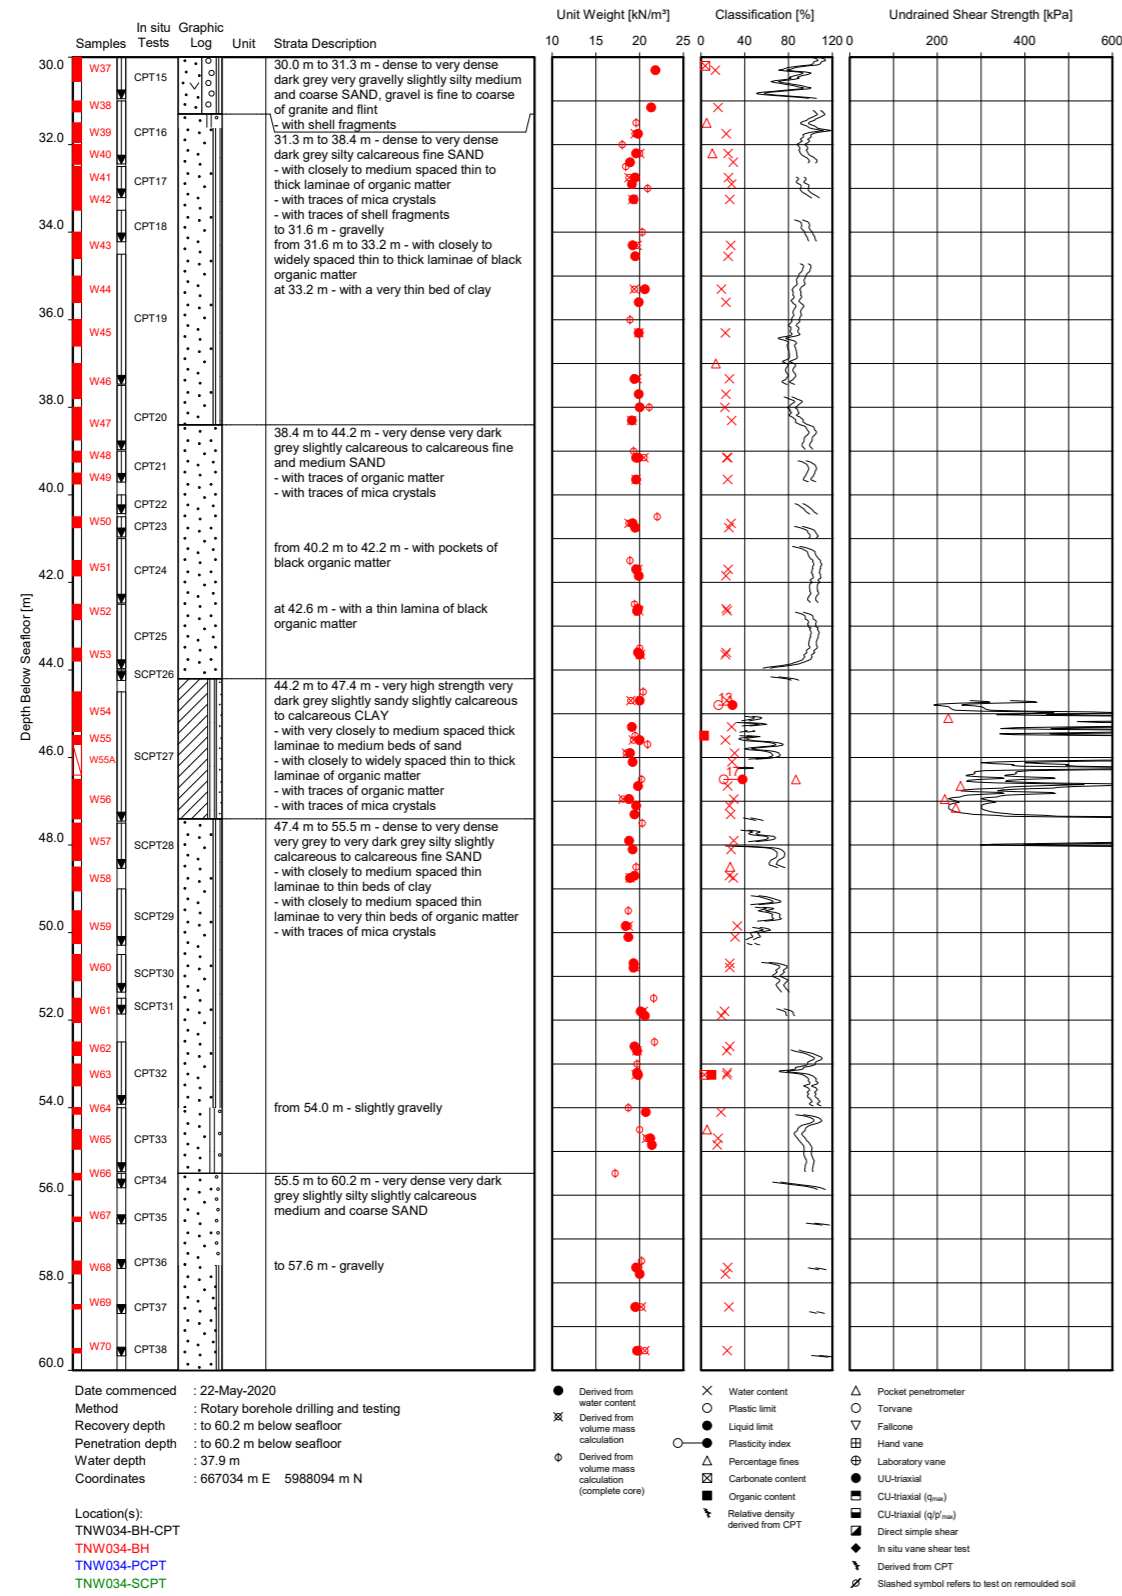 Unit Weight [kN/m³] Classification [%] Undrained Shear Strength [kPa]
In situ Graphic
Samples Tests Log Unit Strata Description
10 15 20 25 0 40 80 120 0 200 400 600
Depth Below Seafloor [m]
30.0
32.0
34.0
36.0
38.0
40.0
42.0
44.0
46.0
48.0
50.0
52.0
54.0
56.0
58.0
60.0
W37
W38
W39
W40
W41
W42
W43
W44
W45
W46
W47
W48
W49
W50
W51
W52
W53
W54
W55
W55A
W56
W57
W58
W59
W60
W61
W62
W63
W64
W65
W66
W67
W68
W69
W70
CPT15
CPT16
CPT17
CPT18
CPT19
CPT20
CPT21
CPT22
CPT23
CPT24
CPT25
SCPT26
SCPT27
SCPT28
SCPT29
SCPT30
SCPT31
CPT32
CPT33
CPT34
CPT35
CPT36
CPT37
CPT38
30.0 m to 31.3 m - dense to very dense
dark grey very gravelly slightly silty medium
and coarse SAND, gravel is fine to coarse
of granite and flint
- with shell fragments
31.3 m to 38.4 m - dense to very dense
dark grey silty calcareous fine SAND
- with closely to medium spaced thin to
thick laminae of organic matter
- with traces of mica crystals
- with traces of shell fragments
to 31.6 m - gravelly
from 31.6 m to 33.2 m - with closely to
widely spaced thin to thick laminae of black
organic matter
at 33.2 m - with a very thin bed of clay
38.4 m to 44.2 m - very dense very dark
grey slightly calcareous to calcareous fine
and medium SAND
- with traces of organic matter
- with traces of mica crystals
from 40.2 m to 42.2 m - with pockets of
black organic matter
at 42.6 m - with a thin lamina of black
organic matter
44.2 m to 47.4 m - very high strength very
dark grey slightly sandy slightly calcareous
to calcareous CLAY
- with very closely to medium spaced thick
laminae to medium beds of sand
- with closely to widely spaced thin to thick
laminae of organic matter
- with traces of organic matter
- with traces of mica crystals
47.4 m to 55.5 m - dense to very dense
very grey to very dark grey silty slightly
calcareous to calcareous fine SAND
- with closely to medium spaced thin
laminae to thin beds of clay
- with closely to medium spaced thin
laminae to very thin beds of organic matter
- with traces of mica crystals
from 54.0 m - slightly gravelly
55.5 m to 60.2 m - very dense very dark
grey slightly silty slightly calcareous
medium and coarse SAND
to 57.6 m - gravelly
13
17
Date commenced : 22-May-2020
Method : Rotary borehole drilling and testing
Recovery depth : to 60.2 m below seafloor
Penetration depth : to 60.2 m below seafloor
Water depth : 37.9 m
Coordinates : 667034 m E 5988094 m N
Location(s):
TNW034-BH-CPT
TNW034-BH
TNW034-PCPT
TNW034-SCPT
Derived from
water content
Derived from
volume mass
calculation
Derived from
volume mass
calculation
(complete core)
Water content
Plastic limit
Liquid limit
Plasticity index
Percentage fines
Carbonate content
Organic content
Relative density
derived from CPT
Pocket penetrometer
Torvane
Fallcone
Hand vane
Laboratory vane
UU-triaxial
CU-triaxial (qmax)
CU-triaxial (q/p'max)
Direct simple shear
In situ vane shear test
Derived from CPT
Slashed symbol refers to test on remoulded soil